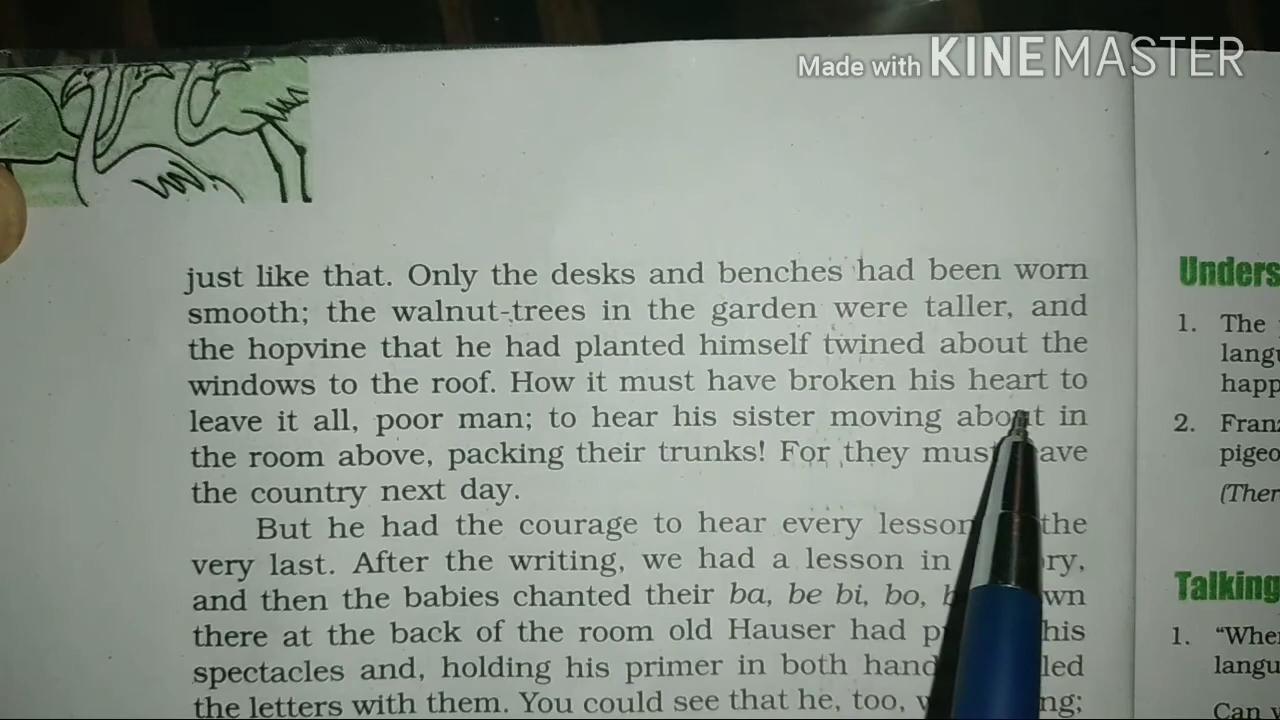 Made with KINEMASTER
just like that. Only the desks and benches had been worn
smooth; the walnut-trees in the garden were taller, and
the hopvine that he had planted himself twined about the
windows to the roof. How it must have broken his heart to
leave it all, poor man; to hear his sister moving about in
the room above, packing their trunks! For they must ave
the country next day.
But he had the courage to hear every lesson the
very last. After the writing, we had a lesson in ry,
and then the babies chanted their ba, be bi, bo, wn
there at the back of the room old Hauser had p his
spectacles and, holding his primer in both hand led
the letters with them. You could see that he, too, ng;
Unders
1. The
langu
happ
2. Franz
pigeo
(Ther
Talking
1. "Whe
langu
Can